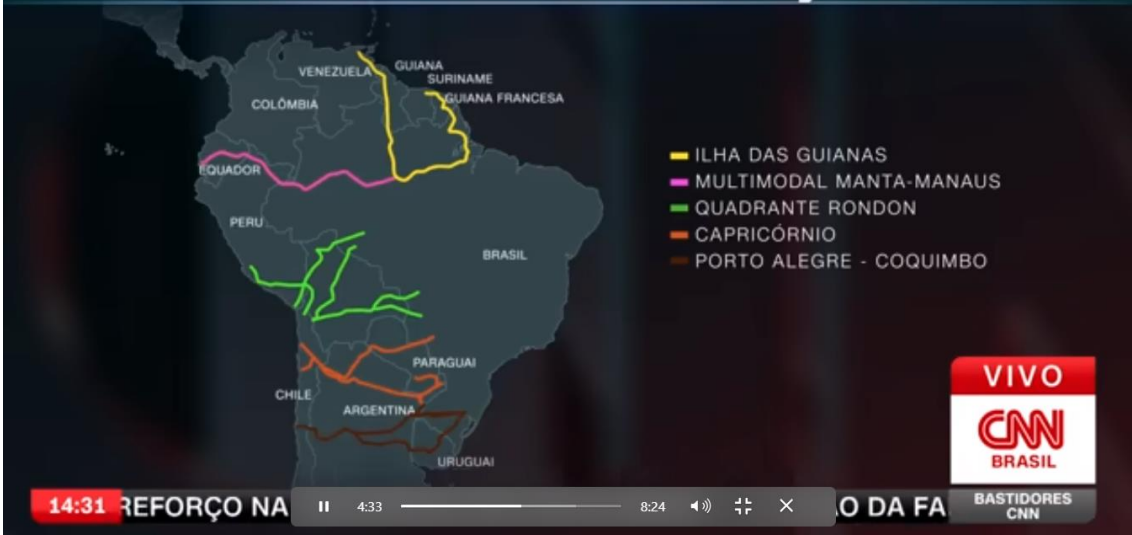 VENEZUELA
GUIANA
SURINAME
GUIANA FRANCESA
COLÔMBIA
EQUADOR
PERU
BRASIL
ILHA DAS GUIANAS
MULTIMODAL MANTA-MANAUS
QUADRANTE RONDON
CAPRICÓRNIO
PORTO ALEGRE - COQUIMBO
PARAGUAI
CHILE
ARGENTINA
URUGUAI
VIVO
CNN
BRASIL
BASTIDORES
CNN
14:31 REFORÇO NA
4:33
8:24
ÃO DA FA